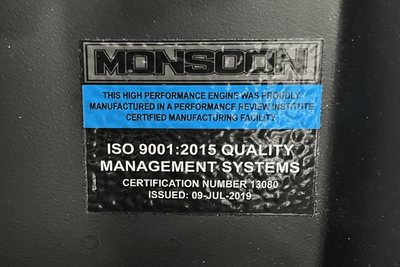 MONSOON
THIS HIGH PERFORMANCE ENGINE WAS PROUDLY
MANUFACTURED IN A PERFORMANCE REVIEW INSTITUTE
CERTIFIED MANUFACTURING FACILITY
ISO 9001:2015 QUALITY
MANAGEMENT SYSTEMS
CERTIFICATION NUMBER 13080
ISSUED: 09-JUL-2019